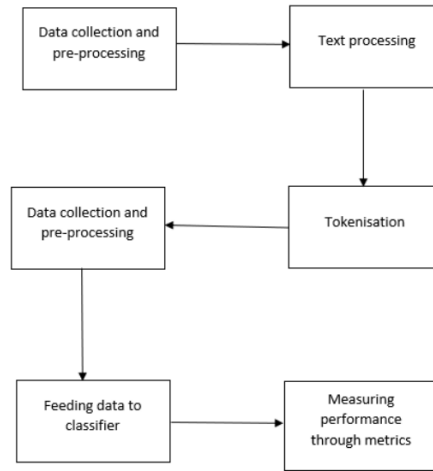 Data collection and
pre-processing
Text processing
Tokenisation
Data collection and
pre-processing
Feeding data to
classifier
Measuring
performance
through metrics